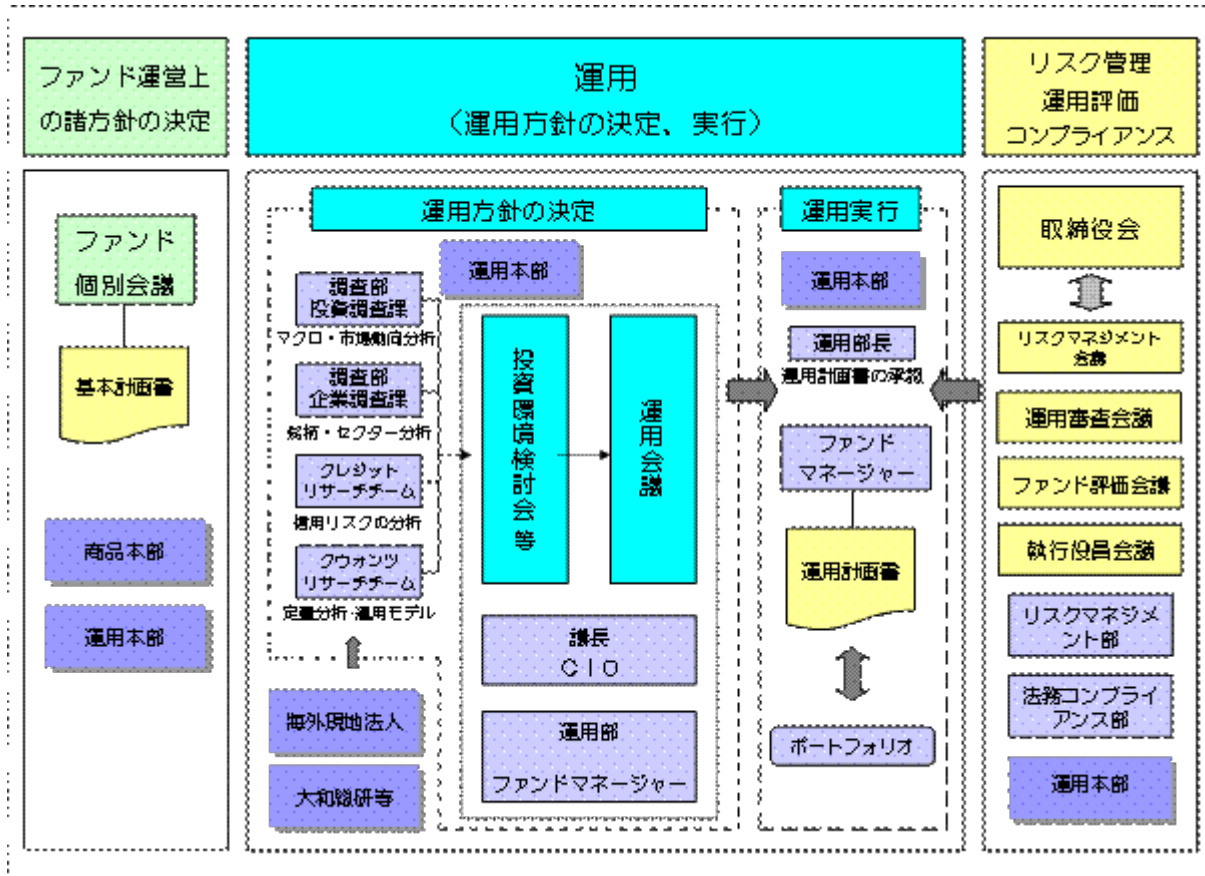 ファンド運営上
の諸方針の決定
運用
（運用方針の決定、実行）
リスク管理
運用評価
コンプライアンス
ファンド
個別会議
基本計画書
商品本部
運用本部
運用方針の決定
運用本部
調査部
投資調査課
マクロ・市場動向分析
調査部
企業調査課
銘柄・セクター分析
クレジット
リサーチチーム
信用リスクの分析
クウォンツ
リサーチチーム
定量分析・運用モデル
海外現地法人
大和総研等
投資環境検討会等
運用会議
議長
ＣＩＯ
運用部
ファンドマネージャー
運用実行
運用本部
運用部長
運用計画書の承認
ファンド
マネージャー
運用計画書
ポートフォリオ
取締役会
リスクマネジメント
会議
運用審査会議
ファンド評価会議
執行役員会議
リスクマネジメ
ント部
法務コンプライ
アンス部
運用本部